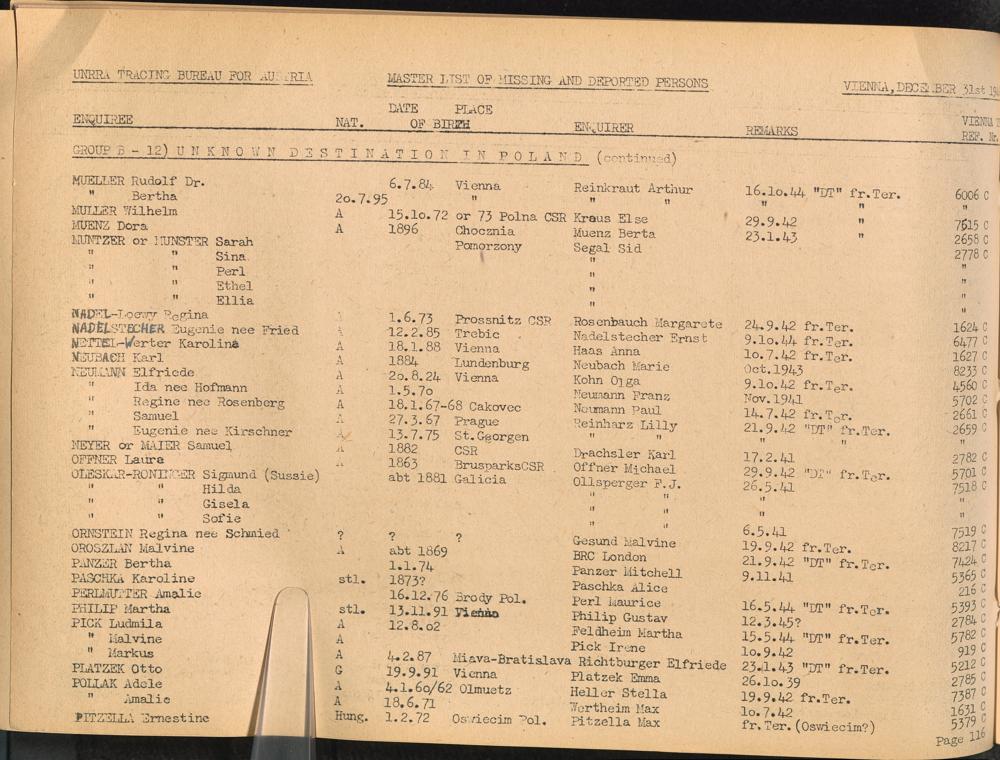 UNRRA TRACING BUREAU FOR AUSTRIA MASTER LIST OF MISSING AND DEPORTED PERSONS VIENNA, DECEMBER 31st
DATE PLACE
ENQUIREE NAT. OF BIRTH ENQUIRER REMARKS VIENNA
REF. Nr.
GROUP B - 12) UNKNOWN DESTINATION IN POLAND (continued)
MUELLER Rudolf Dr. 6.7.84 Vienna Reinkraut Arthur 16.10.44 "DT" fr.Ter. 6006 C
" Bertha 20.7.95 " " " " "
MULLER Wilhelm A 15.10.72 or 73 Polna CSR Kraus Else 29.9.42 " 7615 C
MUENZ Dora A 1896 Chocznia Muenz Berta 23.1.43 " 2658 C
MUNTZER or MUNSTER Sarah Pomorzony Segal Sid 2778 C
" " Sina " "
" " Perl " "
" " Ethel " "
" " Ellia " "
NADEL-Loewy Regina A 1.6.73 Prossnitz CSR Rosenbauch Margarete 24.9.42 fr.Ter. 1624 C
NADELSTECHER Eugenie nee Fried A 12.2.85 Trebic Nadelstecher Ernst 9.10.44 fr.Ter. 6477 C
NETTEL-Werter Karoline A 18.1.88 Vienna Haas Anna 10.7.42 fr.Ter. 1627 C
NEUBACH Karl A 1884 Lundenburg Neubach Marie Oct.1943 8233 C
NEUMANN Elfriede A 20.8.24 Vienna Kohn Olga 9.10.42 fr.Ter. 4560 C
" Ida nee Hofmann A 1.5.70 Neumann Franz Nov.1941 5702 C
" Regine nee Rosenberg A 18.1.67-68 Cakovec Neumann Paul 14.7.42 fr.Ter. 2661 C
" Samuel A 27.3.67 Prague Reinharz Lilly 21.9.42 "DT" fr.Ter. 2659 C
" Eugenie nee Kirschner A 13.7.75 St.Georgen " " " " "
MEYER or MAIER Samuel A 1882 CSR Drachsler Karl 17.2.41 2782 C
OFFNER Laura A 1863 BrusparksCSR Offner Michael 29.9.42 "DT" fr.Ter. 5701 C
OLESKAR-RONINGER Sigmund (Sussie) abt 1881 Galicia Ollsperger F.J. 26.5.41 7518 C
" " Hilda " " " "
" " Gisela " " " "
" " Sofie " " "
ORNSTEIN Regina nee Schmied ? ? ? Gesund Malvine 6.5.41 7519 C
OROSZLAN Malvine A abt 1869 BRC London 19.9.42 fr.Ter. 8217 C
PANZER Bertha 1.1.74 Panzer Mitchell 21.9.42 "DT" fr.Ter. 7424 C
PASCHKA Karoline stl. 1873? Paschka Alice 9.11.41 5365 C
PERLMUTTER Amalie 16.12.76 Brody Pol. Perl Maurice 216 C
PHILIP Martha stl. 13.11.91 Vienna Philip Gustav 16.5.44 "DT" fr.Ter. 5393 C
PICK Ludmila A 12.8.02 Feldheim Martha 12.3.45? 2784 C
" Malvine A Pick Irene 15.5.44 "DT" fr.Ter. 5782 C
" Markus A 4.2.87 Miava-Bratislava Richtburger Elfriede 10.9.42 919 C
PLATZEK Otto G 19.9.91 Vienna Platzek Emma 23.1.43 "DT" fr.Ter. 5212 C
POLLAK Adele A 4.1.60/62 Olmuetz Heller Stella 26.10.39 2785 C
" Amalie A 18.6.71 Wertheim Max 19.9.42 fr.Ter. 7387 C
10.7.42 1631 C
PITZELLA Ernestine Hung. 1.2.72 Oswiecim Pol. Pitzella Max fr.Ter.(Oswiecim?) 5379 C
Page 116